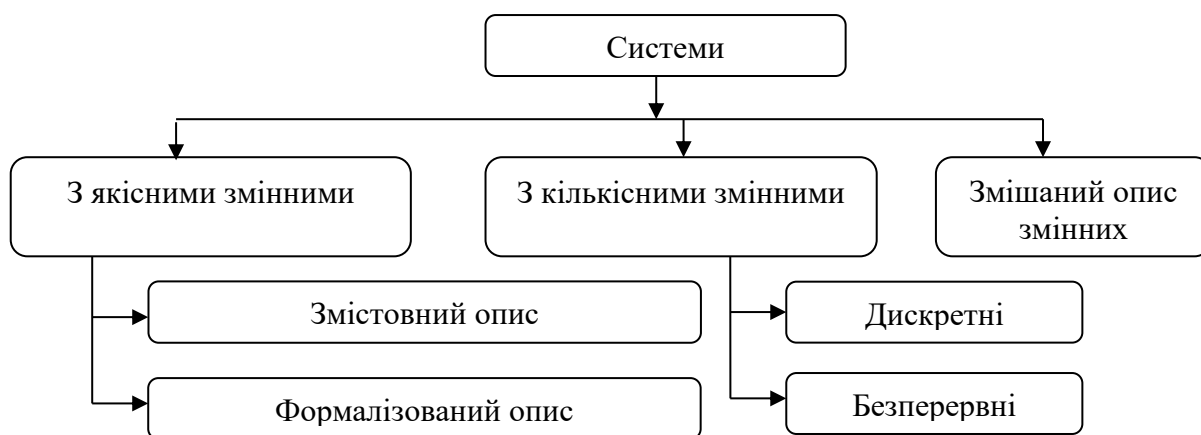 Системи
З якісними змінними
З кількісними змінними
Змішаний опис
змінних
Змістовний опис
Формалізований опис
Дискретні
Безперервні